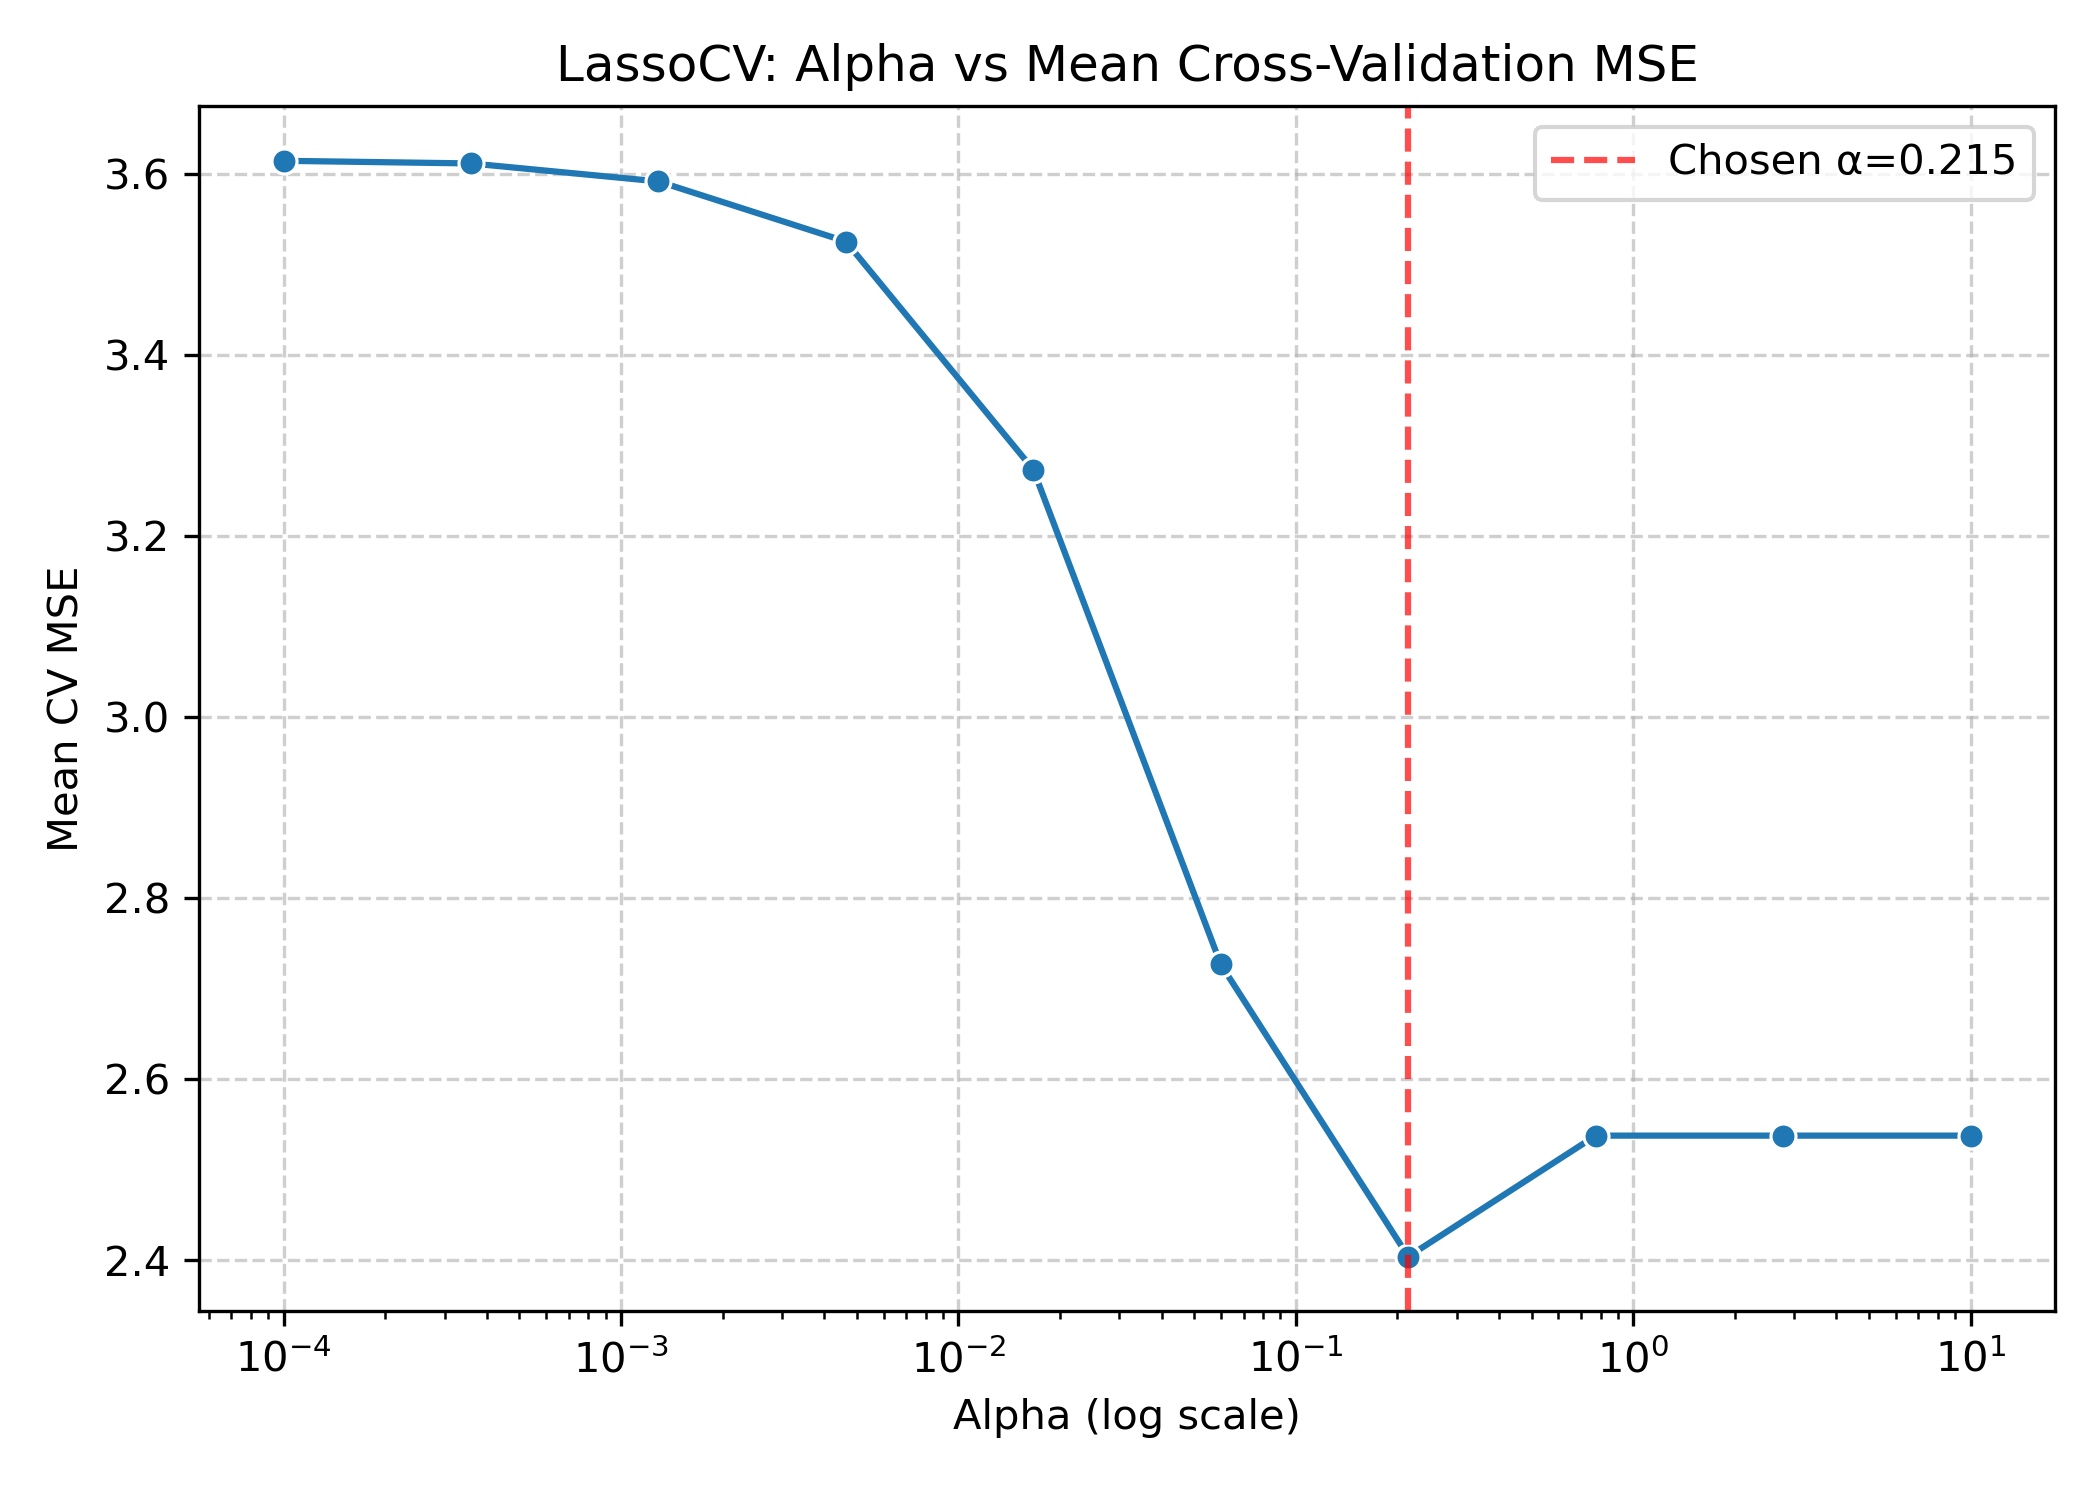 LassoCV: Alpha vs Mean Cross-Validation MSE
Chosen α=0.215
Mean CV MSE
3.6
3.4
3.2
3.0
2.8
2.6
2.4
10⁻⁴ 10⁻³ 10⁻² 10⁻¹ 10⁰ 10¹
Alpha (log scale)